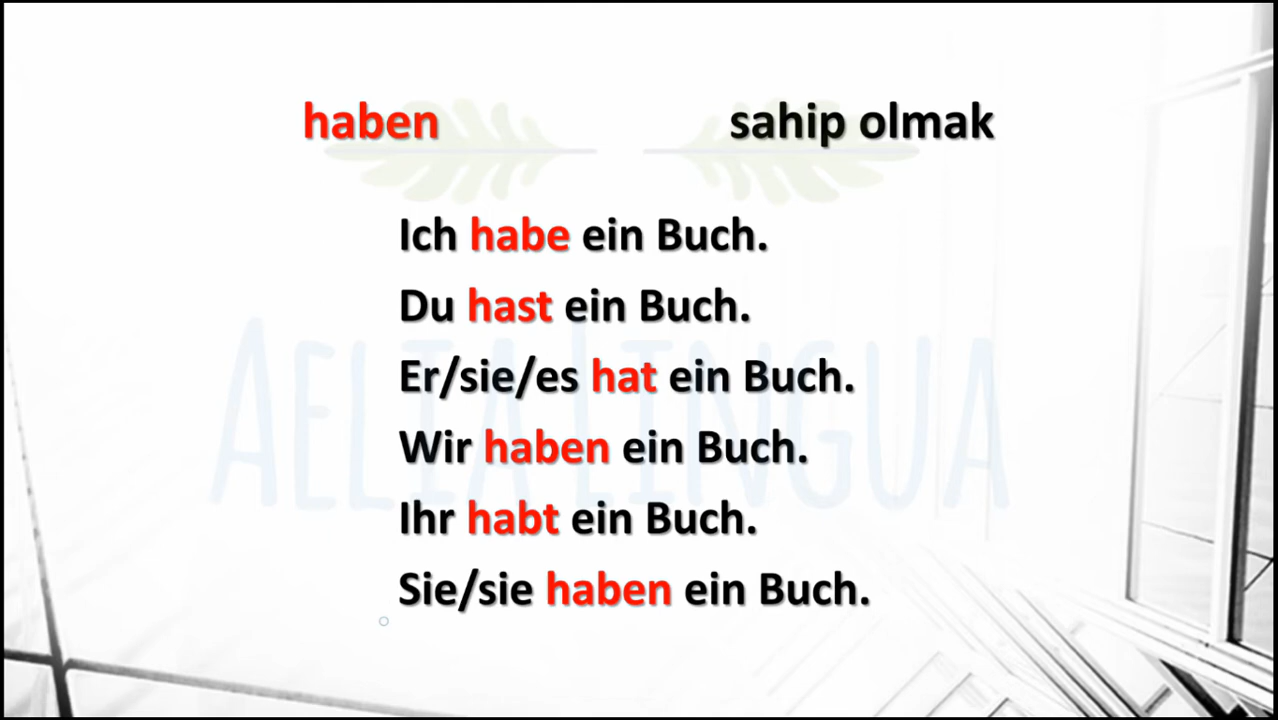 haben sahip olmak
Ich habe ein Buch.
Du hast ein Buch.
Er/sie/es hat ein Buch.
Wir haben ein Buch.
Ihr habt ein Buch.
Sie/sie haben ein Buch.
AELIA LINGUA